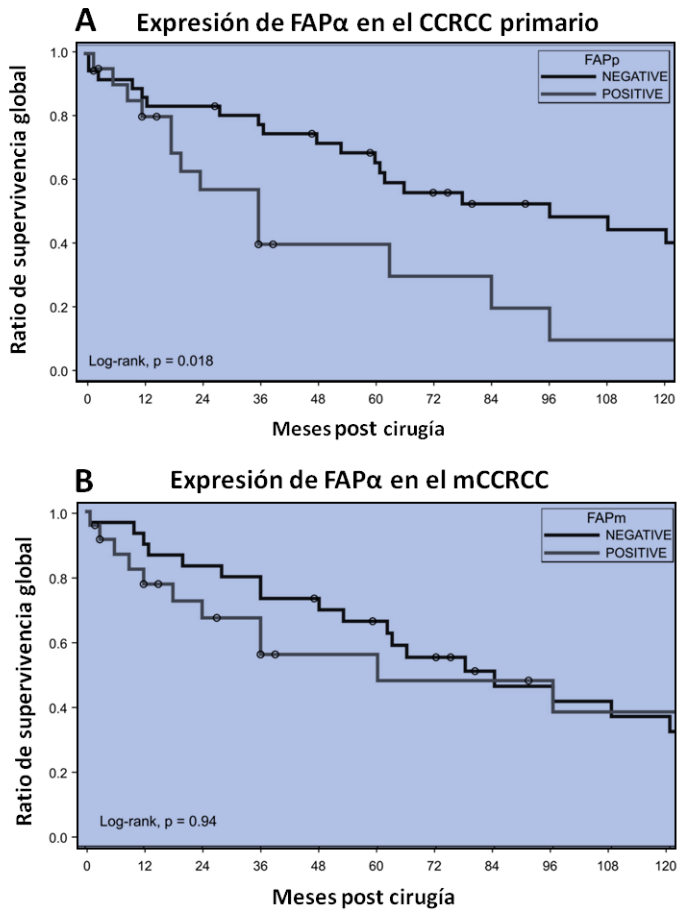 A Expresión de FAPα en el CCRCC primario
Ratio de supervivencia global
1.0
0.8
0.6
0.4
0.2
0.0
FAPp
NEGATIVE
POSITIVE
Log-rank, p = 0.018
0 12 24 36 48 60 72 84 96 108 120
Meses post cirugía
B Expresión de FAPα en el mCCRCC
Ratio de supervivencia global
1.0
0.8
0.6
0.4
0.2
0.0
FAPm
NEGATIVE
POSITIVE
Log-rank, p = 0.94
0 12 24 36 48 60 72 84 96 108 120
Meses post cirugía